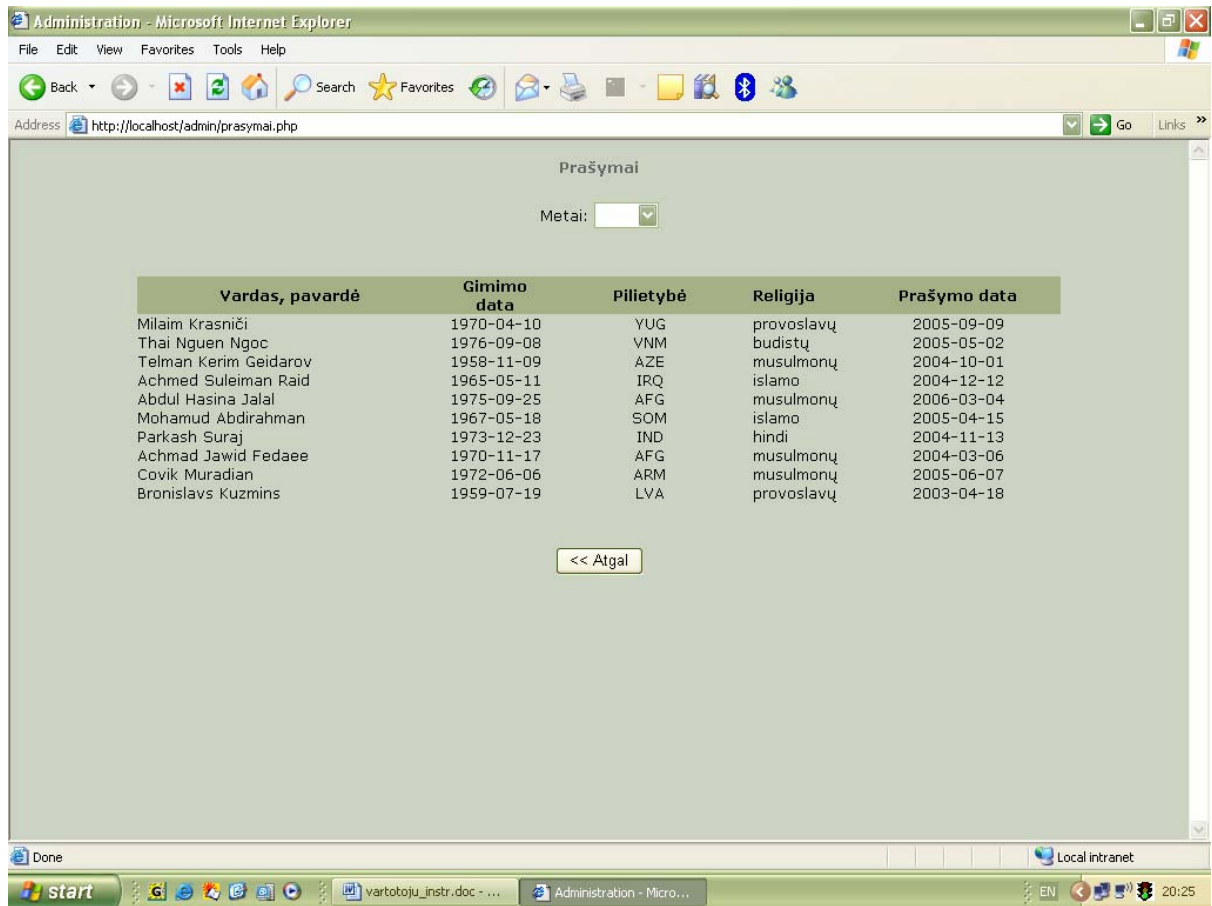 Administration - Microsoft Internet Explorer
File Edit View Favorites Tools Help
Back Search Favorites
Address http://localhost/admin/prasymai.php Go Links »
Prašymai
Metai:
Vardas, pavardė Gimimo data Pilietybė Religija Prašymo data
Milaim Krasniči 1970-04-10 YUG provoslavų 2005-09-09
Thai Nguen Ngoc 1976-09-08 VNM budistų 2005-05-02
Telman Kerim Geidarov 1958-11-09 AZE musulmonų 2004-10-01
Achmed Suleiman Raid 1965-05-11 IRQ islamo 2004-12-12
Abdul Hasina Jalal 1975-09-25 AFG musulmonų 2006-03-04
Mohamud Abdirahman 1967-05-18 SOM islamo 2005-04-15
Parkash Suraj 1973-12-23 IND hindi 2004-11-13
Achmad Jawid Fedaee 1970-11-17 AFG musulmonų 2004-03-06
Covik Muradian 1972-06-06 ARM musulmonų 2005-06-07
Bronislavs Kuzmins 1959-07-19 LVA provoslavų 2003-04-18
<< Atgal
Done Local intranet
start vartotoju_instr.doc - ... Administration - Micro... EN 20:25